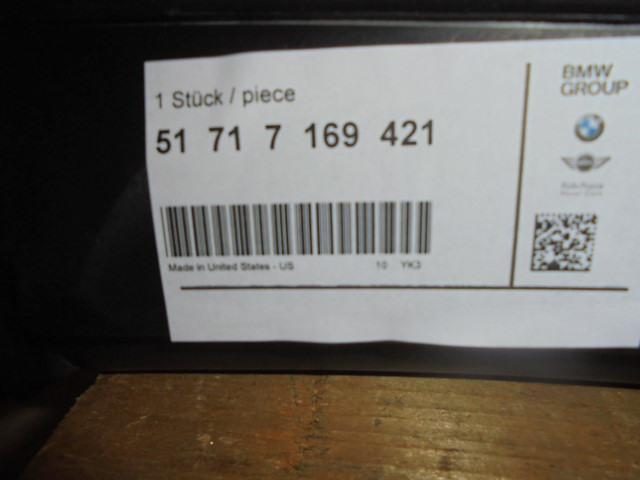 1 Stück / piece
51 71 7 169 421
Made in United States - US 10 YK3
BMW
GROUP